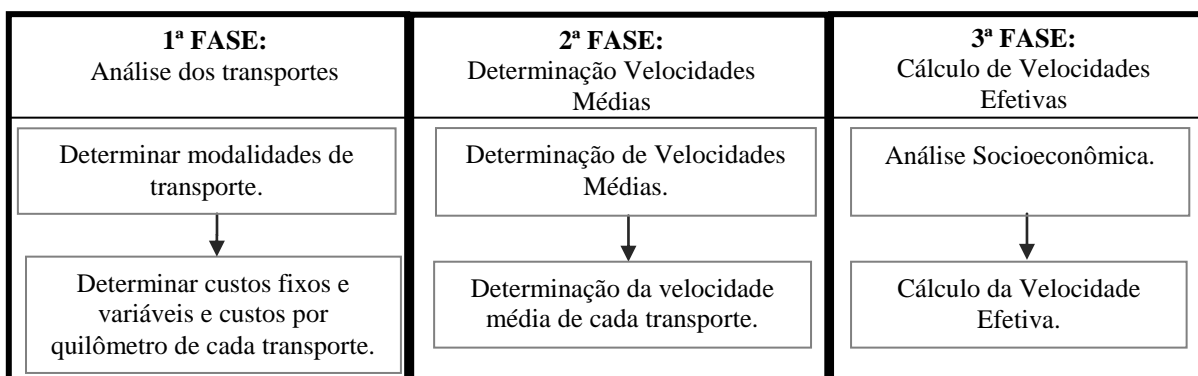 1ª FASE:
Análise dos transportes
Determinar modalidades de
transporte.
Determinar custos fixos e
variáveis e custos por
quilômetro de cada transporte.
2ª FASE:
Determinação Velocidades
Médias
Determinação de Velocidades
Médias.
Determinação da velocidade
média de cada transporte.
3ª FASE:
Cálculo de Velocidades
Efetivas
Análise Socioeconômica.
Cálculo da Velocidade
Efetiva.